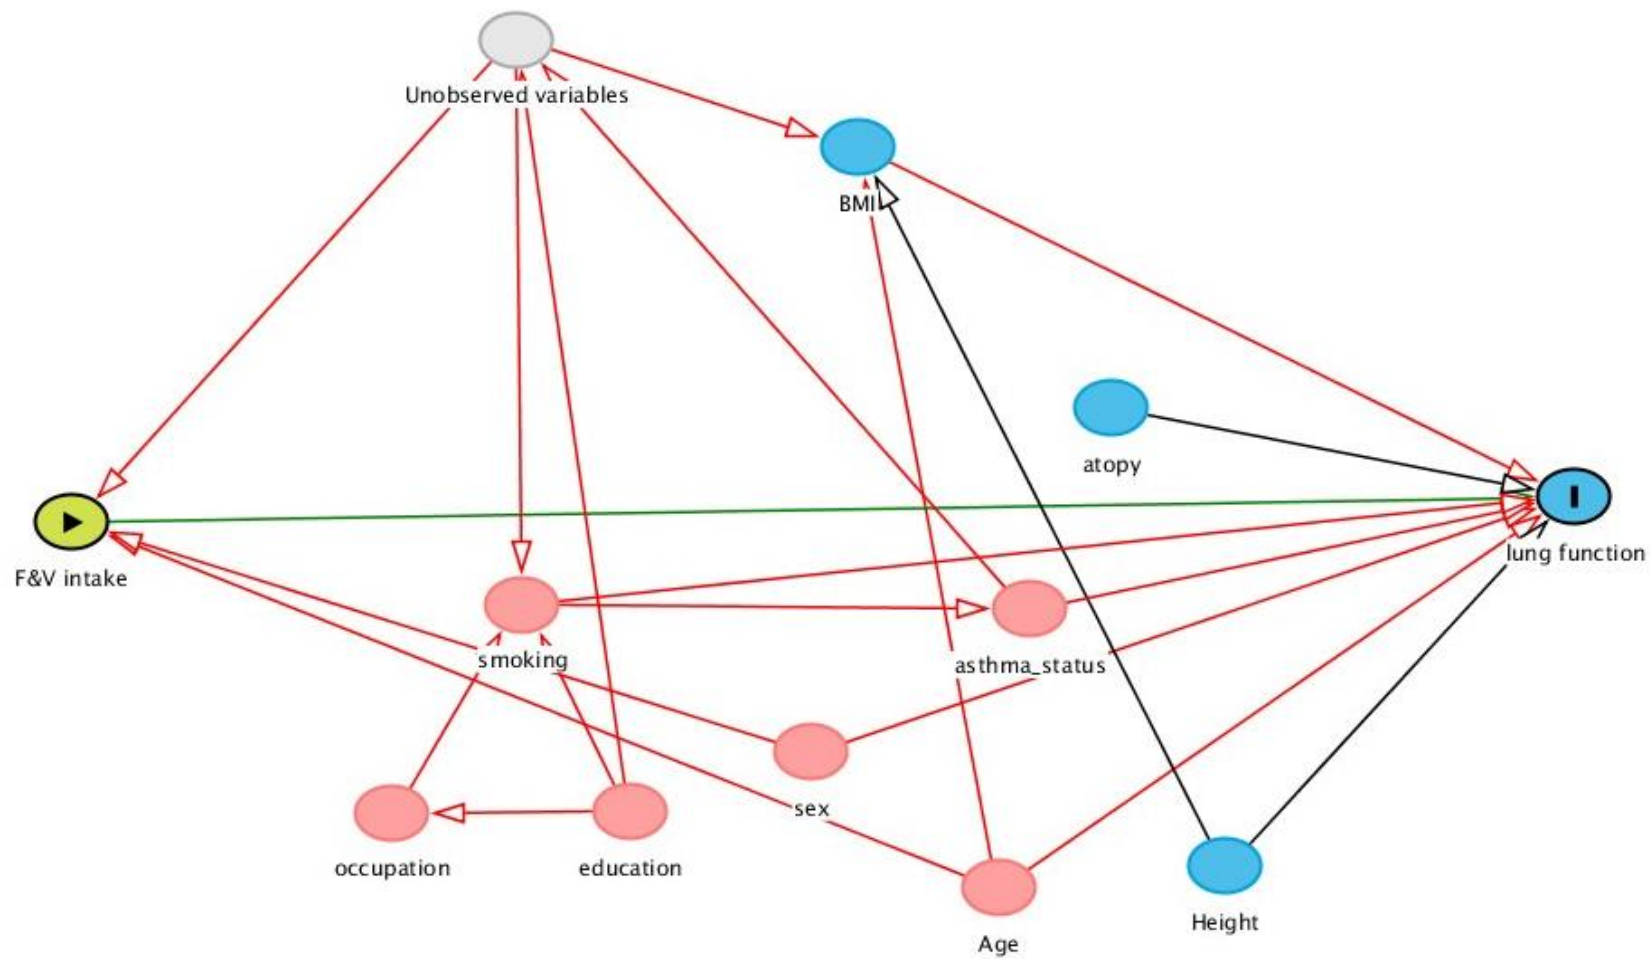 Unobserved variables
BMI
atopy
lung function
F&V intake
smoking
asthma_status
sex
occupation
education
Height
Age